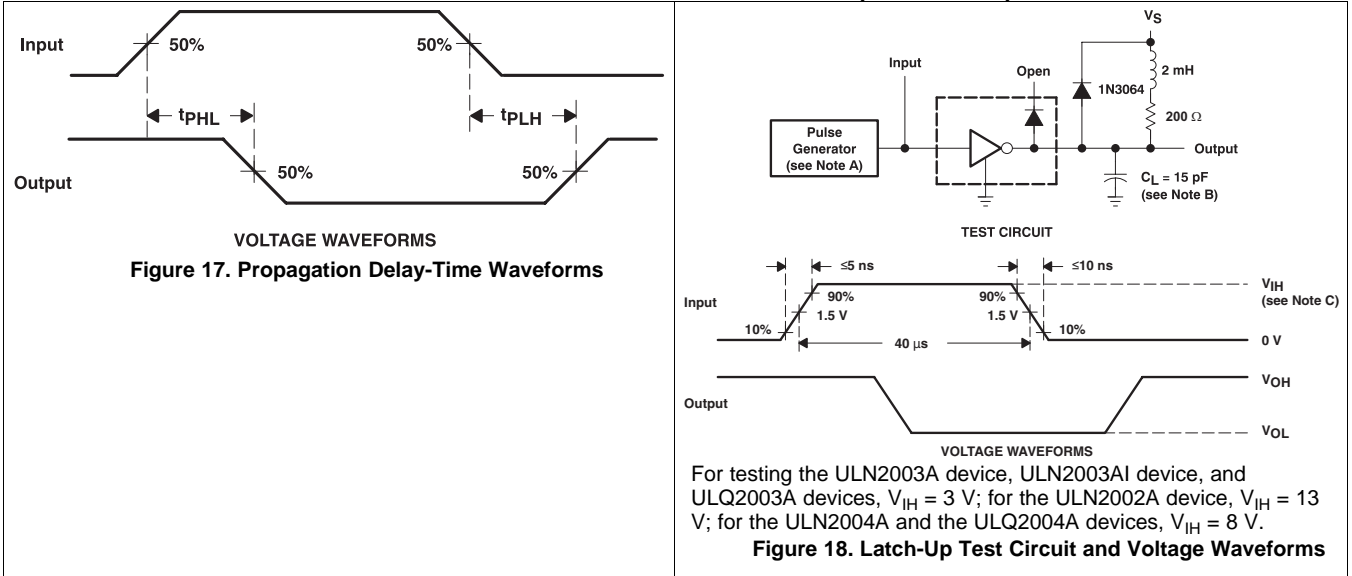 Input
50%
50%
tPHL
tPLH
Output
50%
50%
VOLTAGE WAVEFORMS
Figure 17. Propagation Delay-Time Waveforms
VS
Input
Open
2 mH
1N3064
200 Ω
Pulse
Generator
(see Note A)
Output
CL = 15 pF
(see Note B)
TEST CIRCUIT
≤5 ns
≤10 ns
VIH
(see Note C)
Input
90%
90%
1.5 V
1.5 V
10%
10%
40 μs
0 V
VOH
Output
VOL
VOLTAGE WAVEFORMS
For testing the ULN2003A device, ULN2003AI device, and
ULQ2003A devices, VIH = 3 V; for the ULN2002A device, VIH = 13
V; for the ULN2004A and the ULQ2004A devices, VIH = 8 V.
Figure 18. Latch-Up Test Circuit and Voltage Waveforms